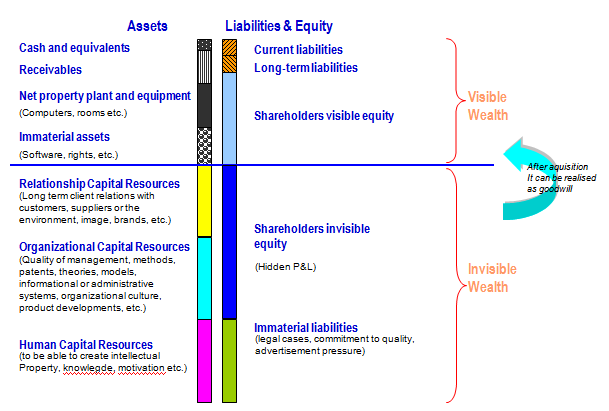 Assets
Liabilities & Equity
Cash and equivalents
Receivables
Net property plant and equipment
(Computers, rooms etc.)
Immaterial assets
(Software, rights, etc.)
Current liabilities
Long-term liabilities
Shareholders visible equity
Visible
Wealth
After aquisition
It can be realised
as goodwill
Relationship Capital Resources
(Long term client relations with
customers, suppliers or the
environment, image, brands, etc.)
Organizational Capital Resources
(Quality of management, methods,
patents, theories, models,
informational or administrative
systems, organizational culture,
product developments, etc.)
Human Capital Resources
(to be able to create intellectual
Property, knowlegde, motivation etc.)
Shareholders invisible
equity
(Hidden P&L)
Immaterial liabilities
(legal cases, commitment to quality,
advertisement pressure)
Invisible
Wealth